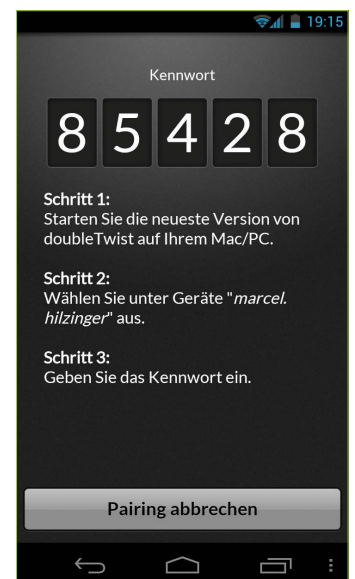 19:15
Kennwort
8 5 4 2 8
Schritt 1:
Starten Sie die neueste Version von
doubleTwist auf Ihrem Mac/PC.
Schritt 2:
Wählen Sie unter Geräte "marcel.
hilzinger" aus.
Schritt 3:
Geben Sie das Kennwort ein.
Pairing abbrechen